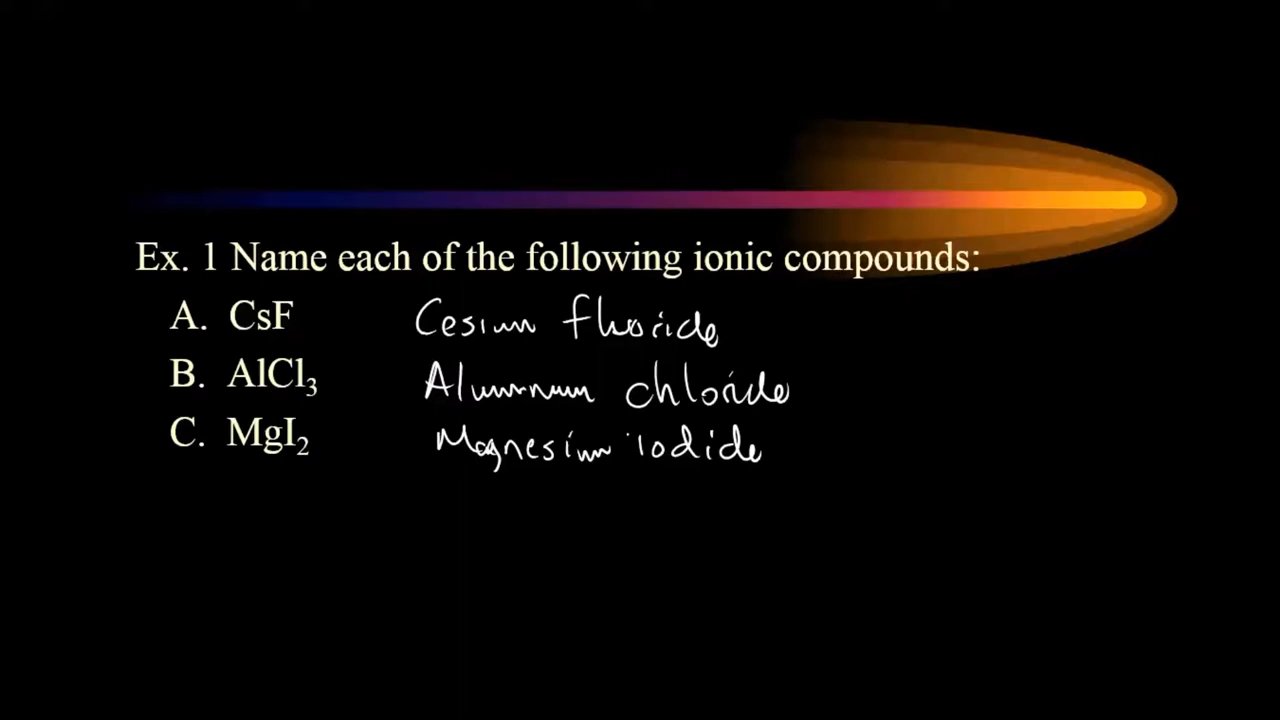 Ex. 1 Name each of the following ionic compounds:
A. CsF Cesium fluoride
B. AlCl₃ Aluminum chloride
C. MgI₂ Magnesium iodide